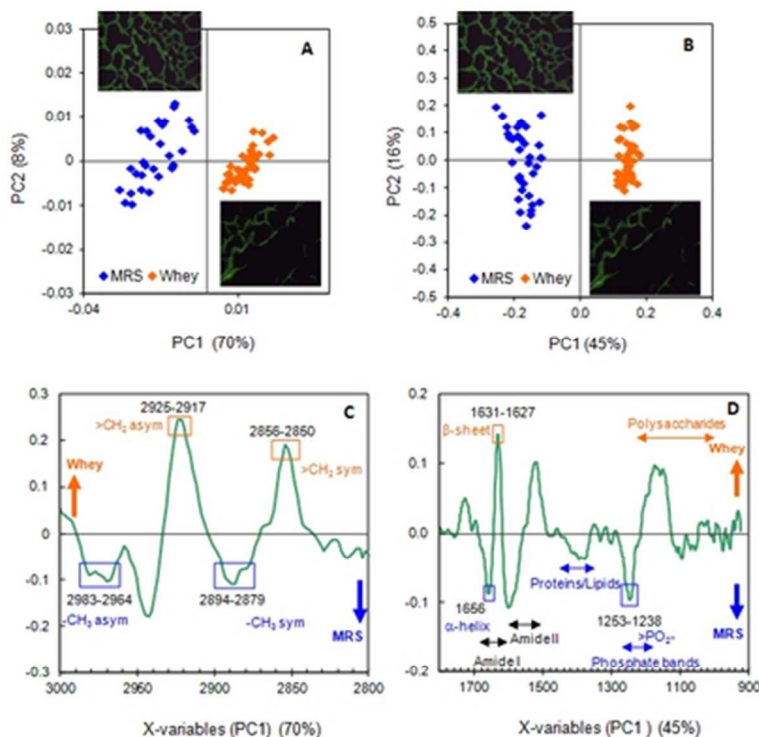 A
0.03
0.02
0.01
0
-0.01
-0.02
-0.03
PC2 (8%)
MRS Whey
-0.04
0.01
PC1 (70%)
B
0.5
0.4
0.3
0.2
0.1
0.0
-0.1
-0.2
-0.3
-0.4
-0.5
PC2 (16%)
MRS Whey
-0.4
-0.2
0.0
0.2
0.4
PC1 (45%)
C
0.3
0.2
0.1
0
-0.1
-0.2
-0.3
2925-2917
>CH2 asym
2856-2850
>CH2 sym
Whey
2983-2964
-CH3 asym
2894-2879
-CH3 sym
MRS
3000
2950
2900
2850
2800
X-variables (PC1) (70%)
D
0.2
0.1
0.0
-0.1
-0.2
1631-1627
β-sheet
Polysaccharides
Whey
Proteins/Lipids
1656
α-helix
AmideII
AmideI
1253-1238
>PO2-
Phosphate bands
MRS
1700
1500
1300
1100
900
X-variables (PC1 ) (45%)